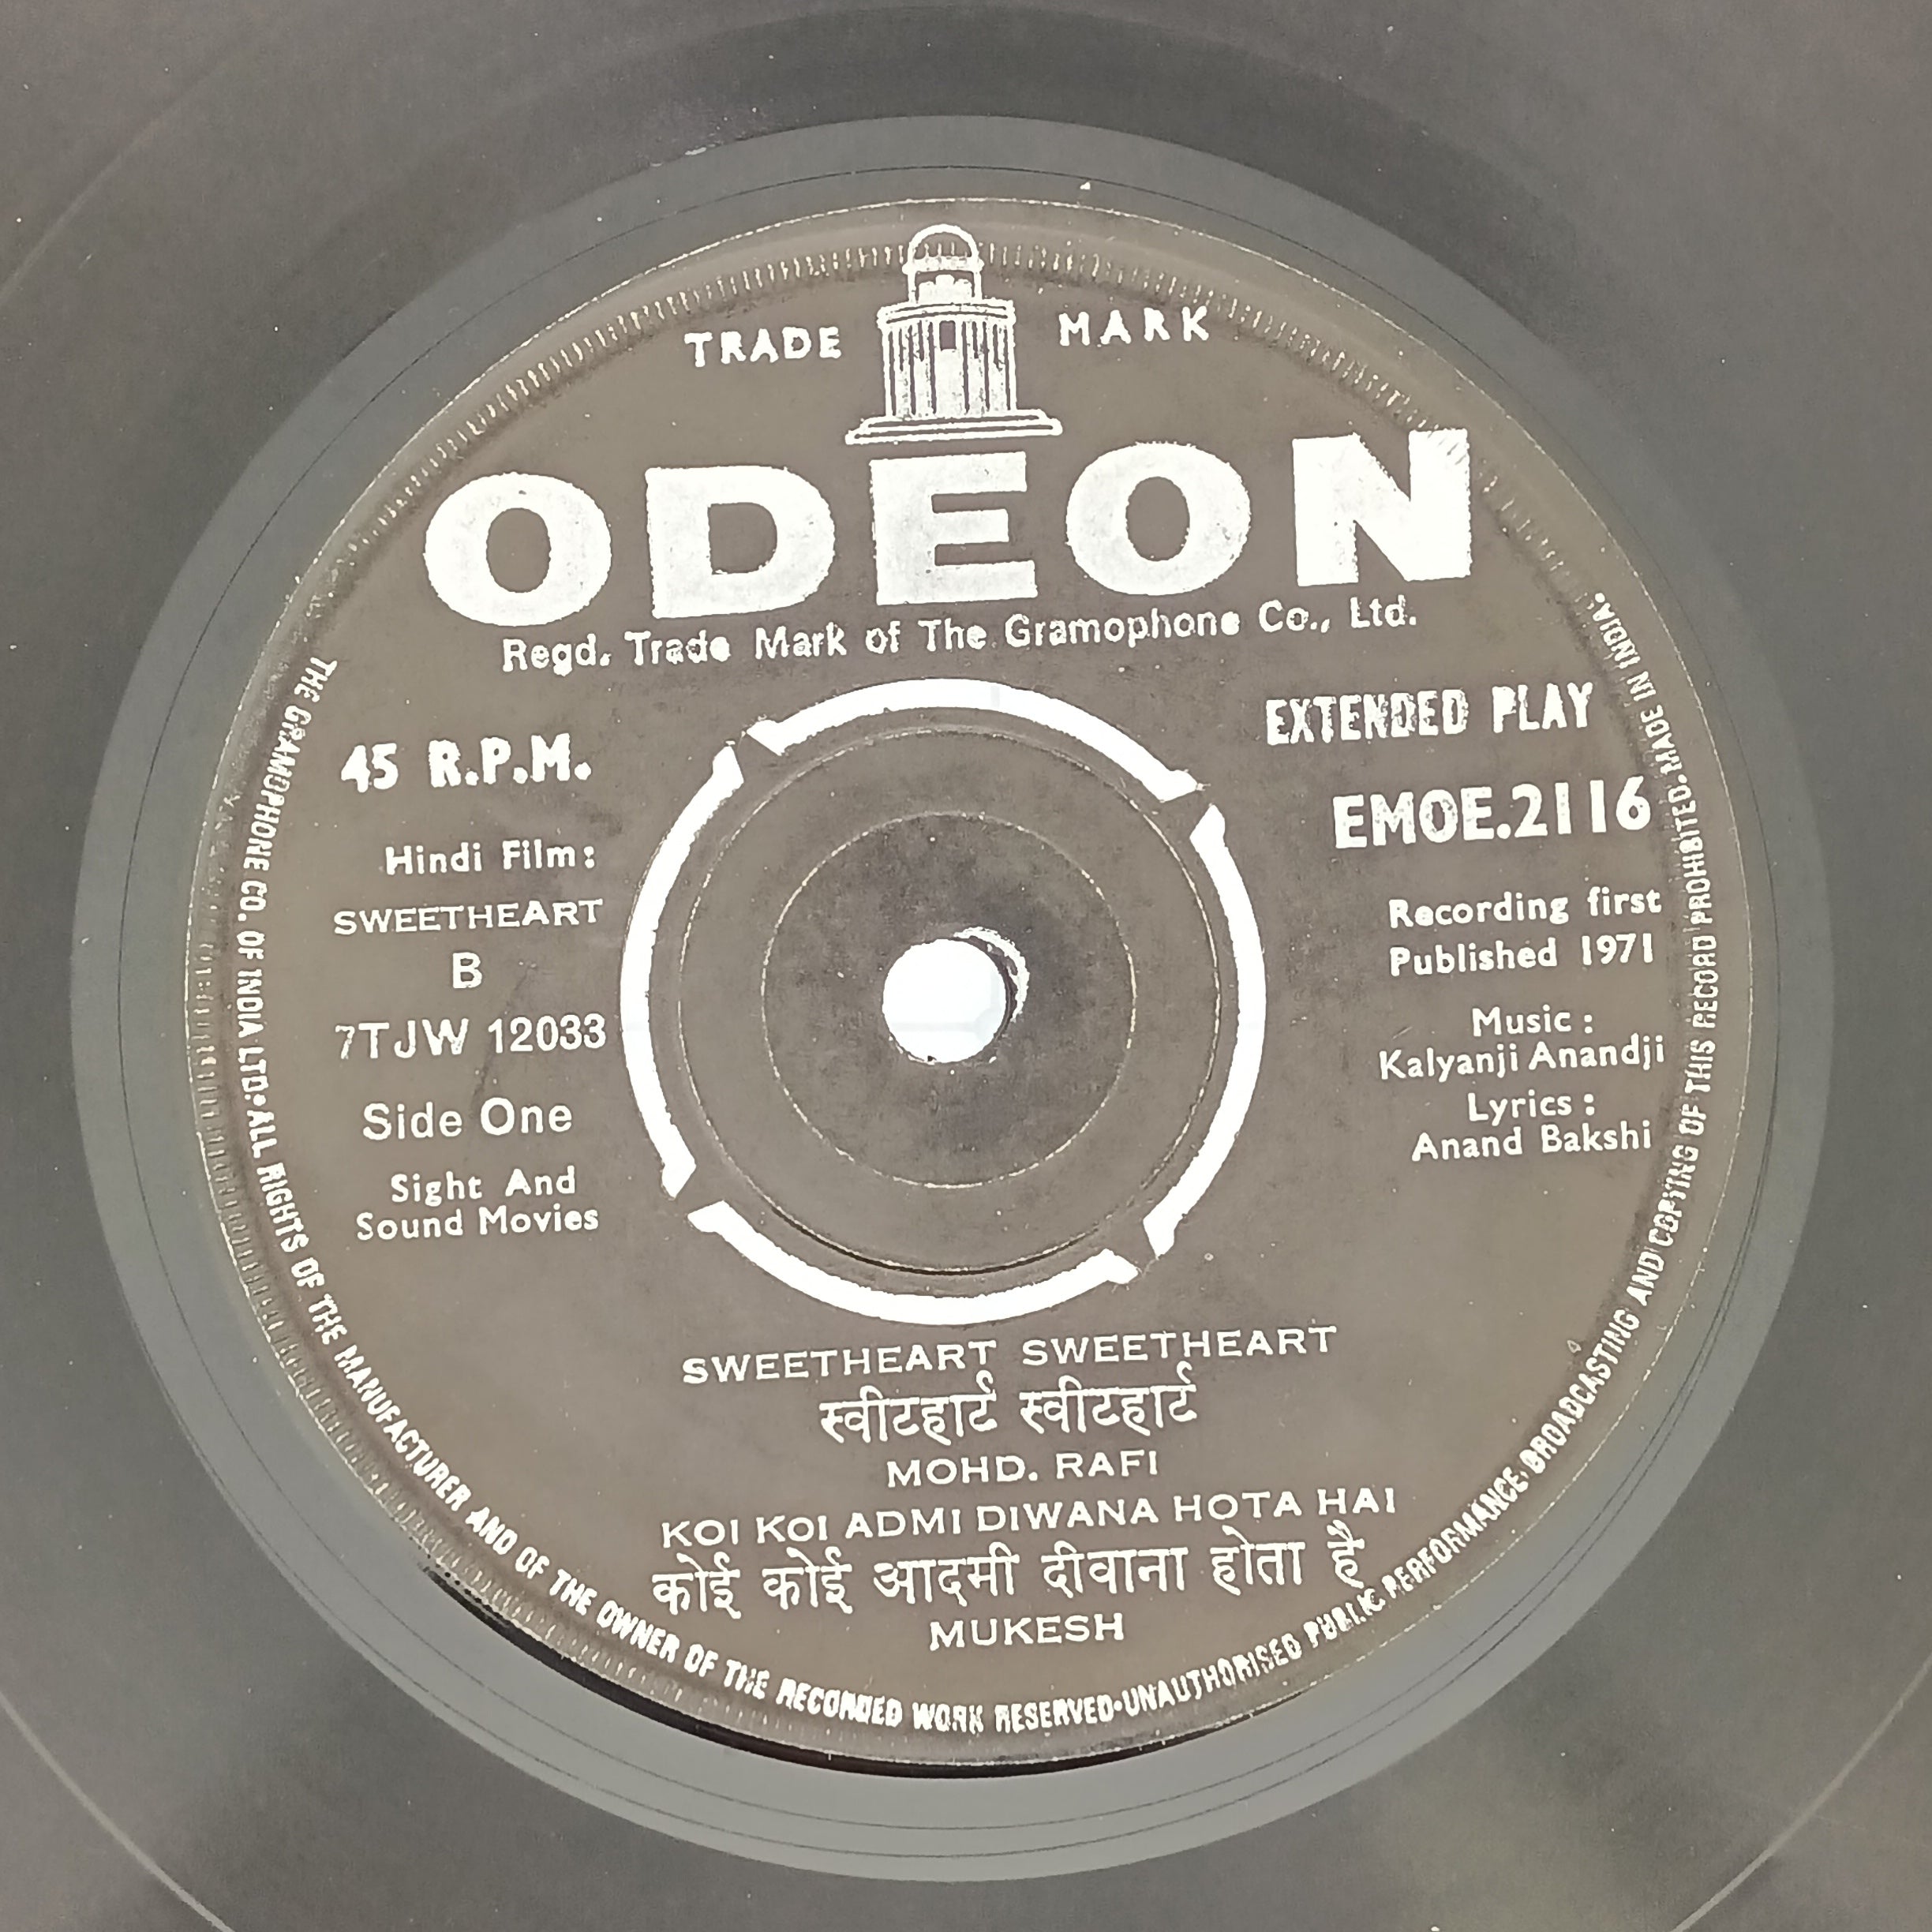 TRADE MARK
ODEON
Regd. Trade Mark of The Gramophone Co., Ltd.
45 R.P.M.
Hindi Film:
SWEETHEART
B
7TJW 12033
Side One
Sight And
Sound Movies
EXTENDED PLAY
EMOE.2116
Recording first
Published 1971
Music :
Kalyanji Anandji
Lyrics :
Anand Bakshi
SWEETHEART SWEETHEART
स्वीटहार्ट स्वीटहार्ट
MOHD. RAFI
KOI KOI ADMI DIWANA HOTA HAI
कोई कोई आदमी दीवाना होता है
MUKESH
THE GRAMOPHONE CO. OF INDIA LTD. • ALL RIGHTS OF THE MANUFACTURER AND OF THE OWNER OF THE RECORDED WORK RESERVED • UNAUTHORISED PUBLIC PERFORMANCE, BROADCASTING AND COPYING OF THIS RECORD PROHIBITED. MADE IN INDIA.